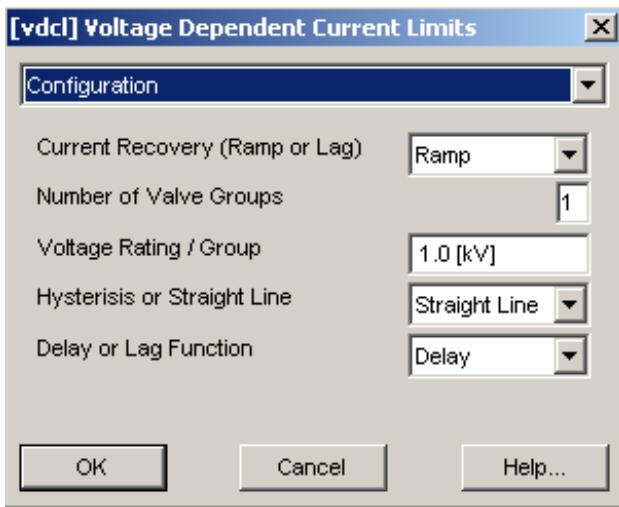 [vdcl] Voltage Dependent Current Limits
Configuration
Current Recovery (Ramp or Lag) Ramp
Number of Valve Groups 1
Voltage Rating / Group 1.0 [kV]
Hysterisis or Straight Line Straight Line
Delay or Lag Function Delay
OK Cancel Help...